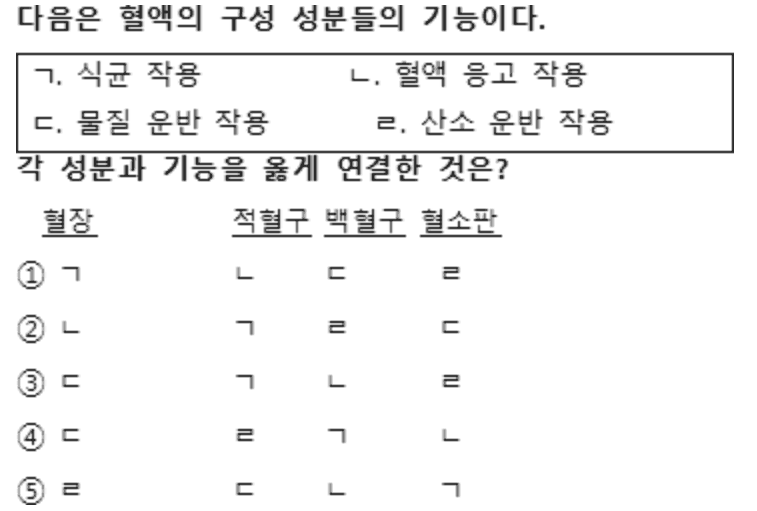 다음은 혈액의 구성 성분들의 기능이다.
ㄱ. 식균 작용 ㄴ. 혈액 응고 작용
ㄷ. 물질 운반 작용 ㄹ. 산소 운반 작용
각 성분과 기능을 옳게 연결한 것은?
혈장 적혈구 백혈구 혈소판
① ㄱ ㄴ ㄷ ㄹ
② ㄴ ㄱ ㄹ ㄷ
③ ㄷ ㄱ ㄴ ㄹ
④ ㄷ ㄹ ㄱ ㄴ
⑤ ㄹ ㄷ ㄴ ㄱ